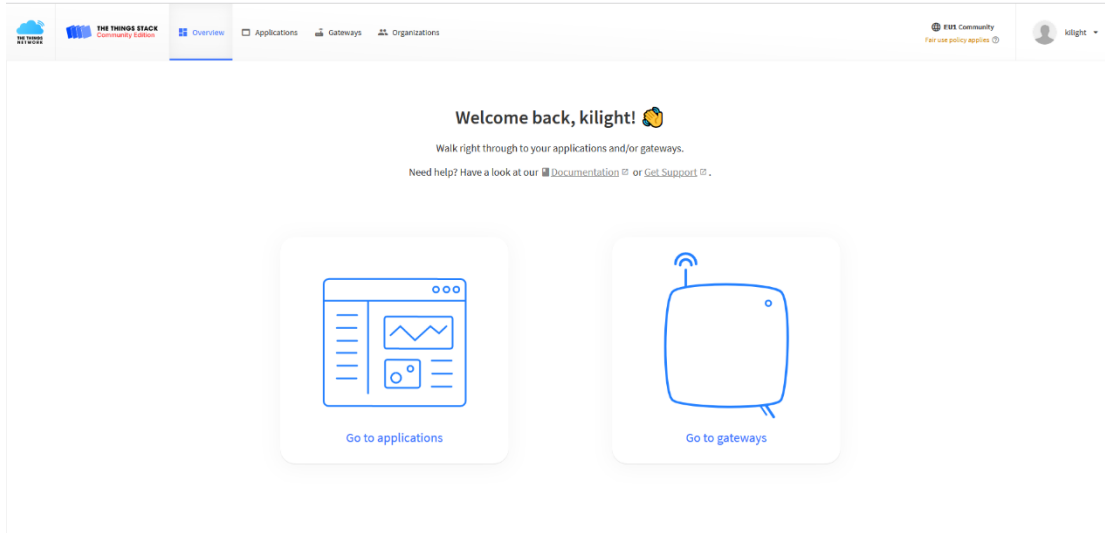 THE THINGS NETWORK
THE THINGS STACK
Community Edition
Overview
Applications
Gateways
Organizations
EU1 Community
Fair use policy applies
kilight
Welcome back, kilight! 👋
Walk right through to your applications and/or gateways.
Need help? Have a look at our Documentation or Get Support .
Go to applications
Go to gateways